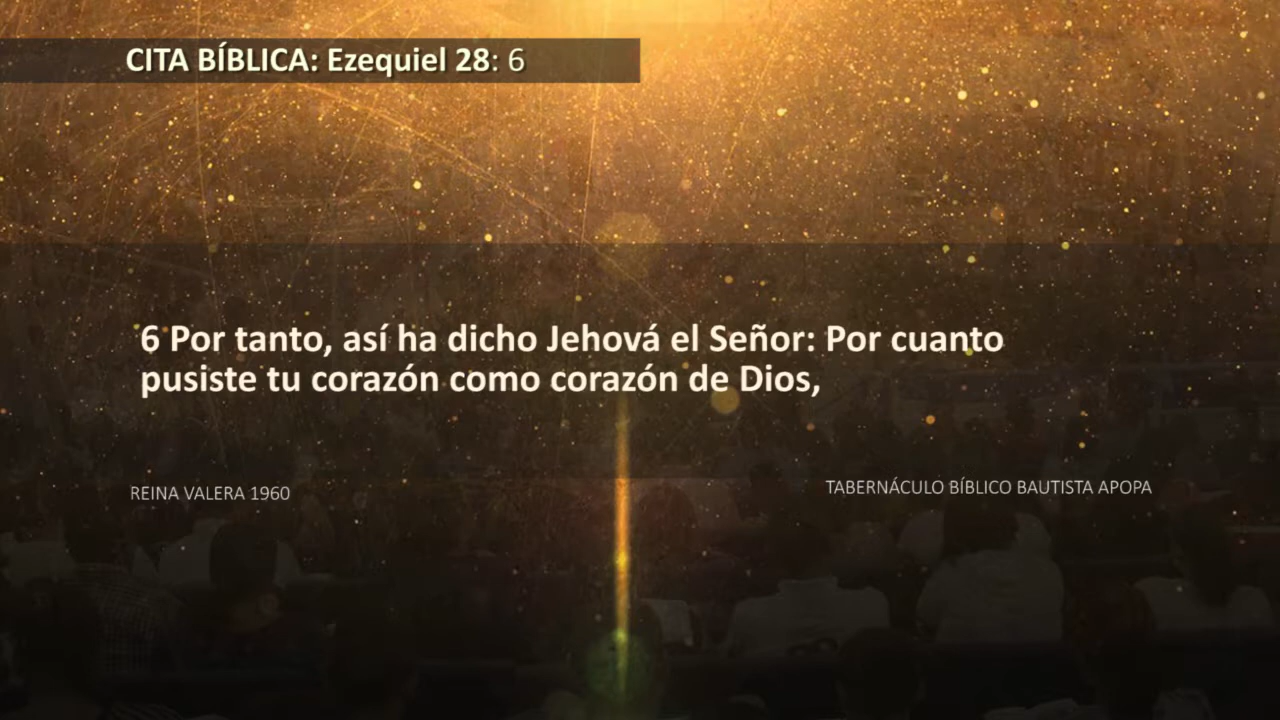 CITA BÍBLICA: Ezequiel 28: 6
6 Por tanto, así ha dicho Jehová el Señor: Por cuanto
pusiste tu corazón como corazón de Dios,
REINA VALERA 1960
TABERNÁCULO BÍBLICO BAUTISTA APOPA